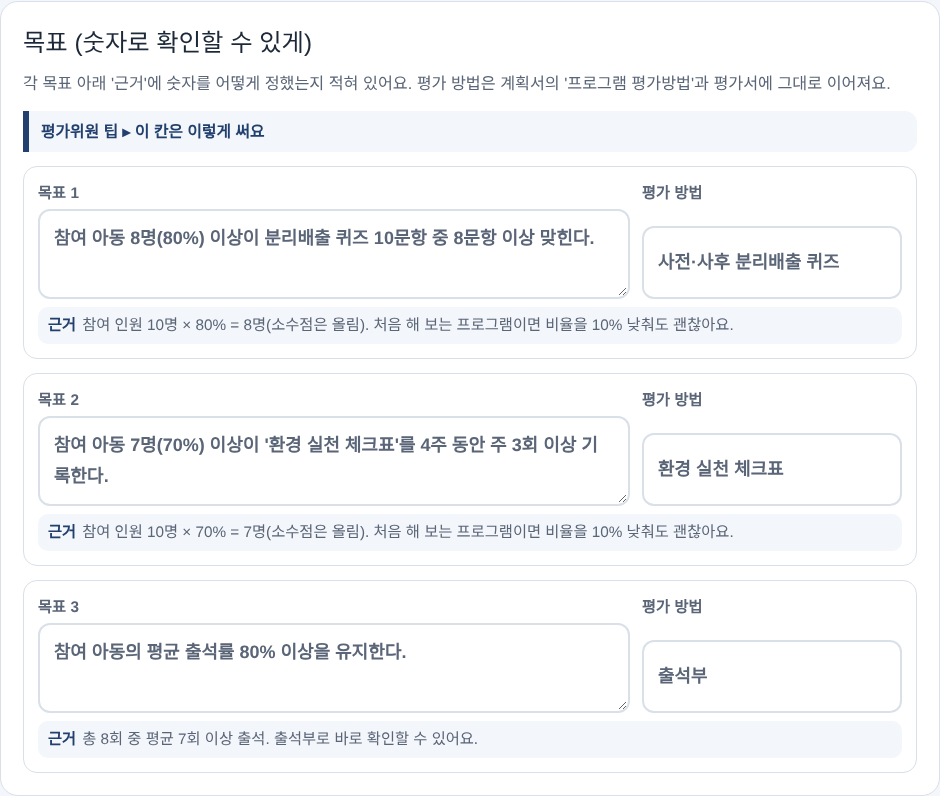 목표 (숫자로 확인할 수 있게)
각 목표 아래 '근거'에 숫자를 어떻게 정했는지 적혀 있어요. 평가 방법은 계획서의 '프로그램 평가방법'과 평가서에 그대로 이어져요.
평가위원 팁 ▸ 이 칸은 이렇게 써요
목표 1
평가 방법
참여 아동 8명(80%) 이상이 분리배출 퀴즈 10문항 중 8문항 이상 맞힌다.
사전·사후 분리배출 퀴즈
근거 참여 인원 10명 × 80% = 8명(소수점은 올림). 처음 해 보는 프로그램이면 비율을 10% 낮춰도 괜찮아요.
목표 2
평가 방법
참여 아동 7명(70%) 이상이 '환경 실천 체크표'를 4주 동안 주 3회 이상 기
록한다.
환경 실천 체크표
근거 참여 인원 10명 × 70% = 7명(소수점은 올림). 처음 해 보는 프로그램이면 비율을 10% 낮춰도 괜찮아요.
목표 3
평가 방법
참여 아동의 평균 출석률 80% 이상을 유지한다.
출석부
근거 총 8회 중 평균 7회 이상 출석. 출석부로 바로 확인할 수 있어요.